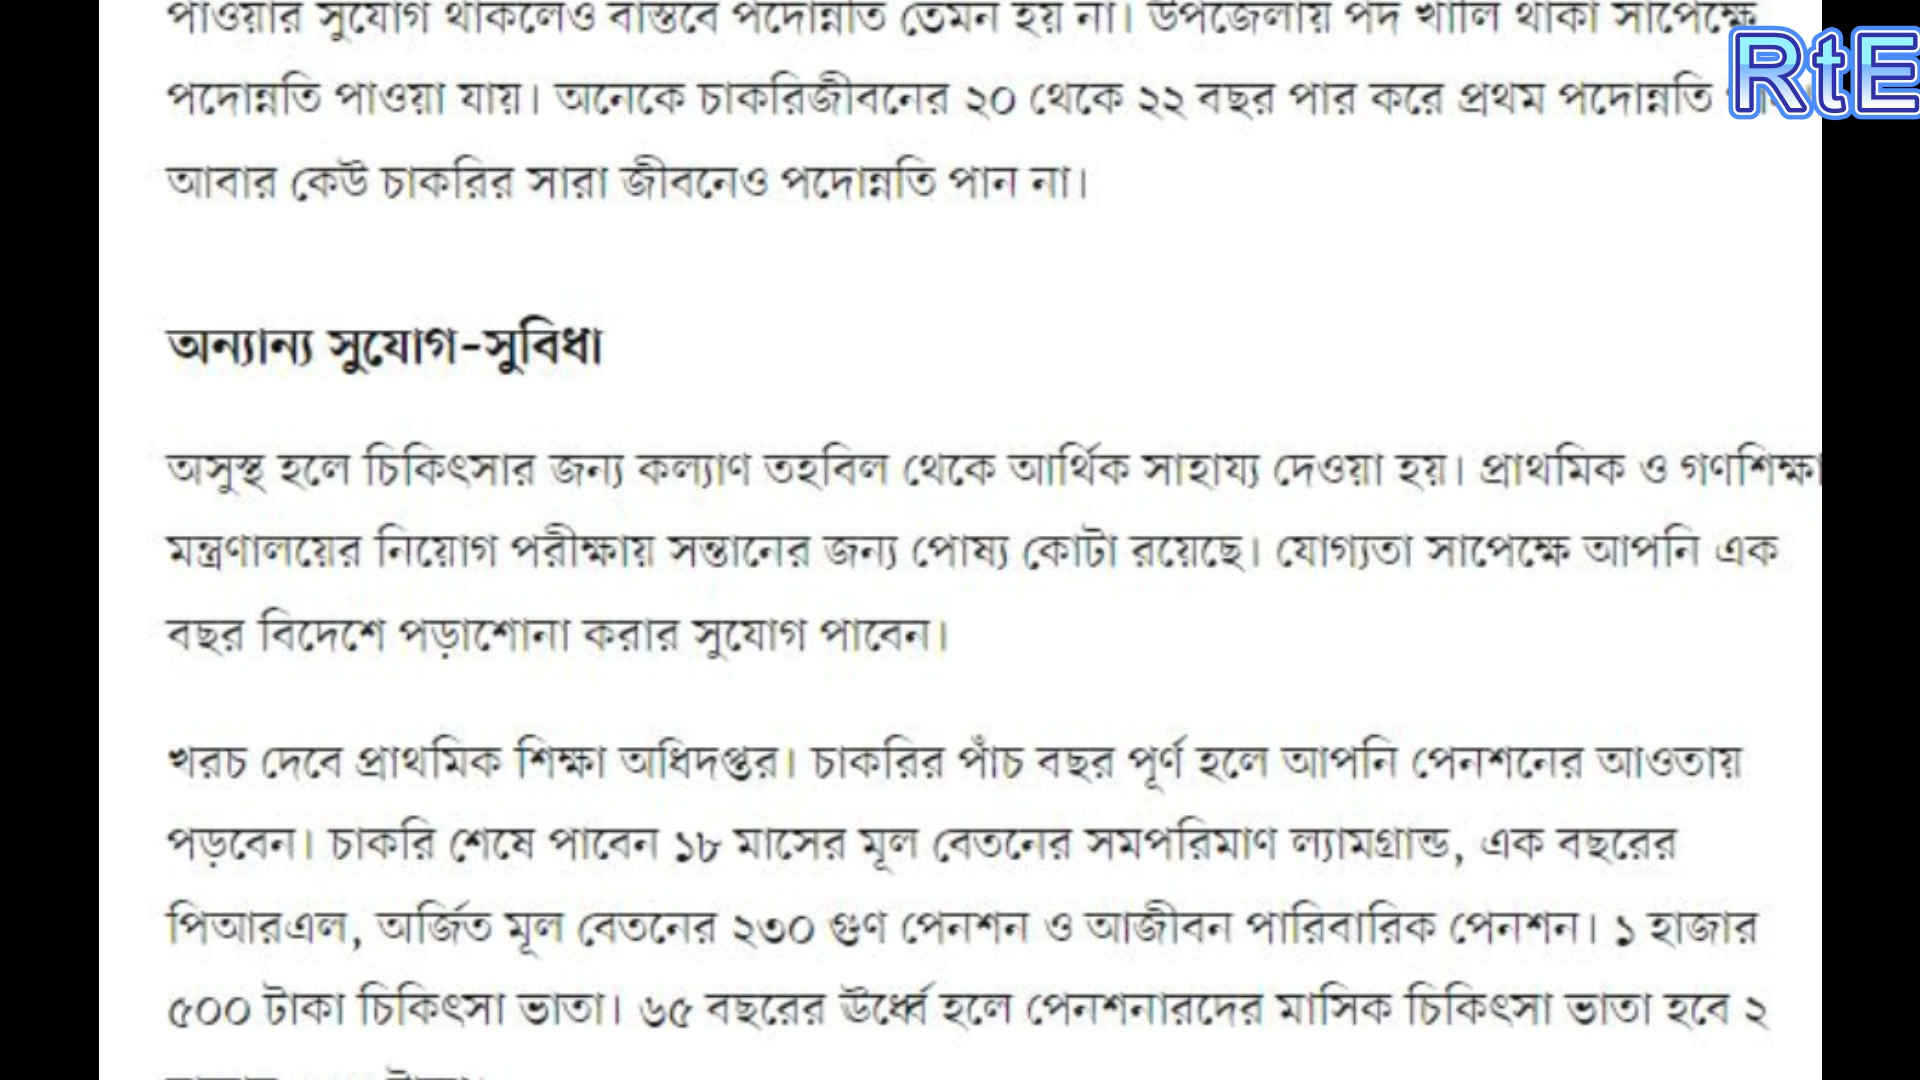 পাওয়ার সুযোগ থাকলেও বাস্তবে পদোন্নতি তেমন হয় না। উপজেলায় পদ খালি থাকা সাপেক্ষে
RtE
পদোন্নতি পাওয়া যায়। অনেকে চাকরিজীবনের ২০ থেকে ২২ বছর পার করে প্রথম পদোন্নতি
আবার কেউ চাকরির সারা জীবনেও পদোন্নতি পান না।
অন্যান্য সুযোগ-সুবিধা
অসুস্থ হলে চিকিৎসার জন্য কল্যাণ তহবিল থেকে আর্থিক সাহায্য দেওয়া হয়। প্রাথমিক ও গণশিক্ষা
মন্ত্রণালয়ের নিয়োগ পরীক্ষায় সন্তানের জন্য পোষ্য কোটা রয়েছে। যোগ্যতা সাপেক্ষে আপনি এক
বছর বিদেশে পড়াশোনা করার সুযোগ পাবেন।
খরচ দেবে প্রাথমিক শিক্ষা অধিদপ্তর। চাকরির পাঁচ বছর পূর্ণ হলে আপনি পেনশনের আওতায়
পড়বেন। চাকরি শেষে পাবেন ১৮ মাসের মূল বেতনের সমপরিমাণ ল্যামগ্রান্ড, এক বছরের
পিআরএল, অর্জিত মূল বেতনের ২৩০ গুণ পেনশন ও আজীবন পারিবারিক পেনশন। ১ হাজার
৫০০ টাকা চিকিৎসা ভাতা। ৬৫ বছরের ঊর্ধ্বে হলে পেনশনারদের মাসিক চিকিৎসা ভাতা হবে ২